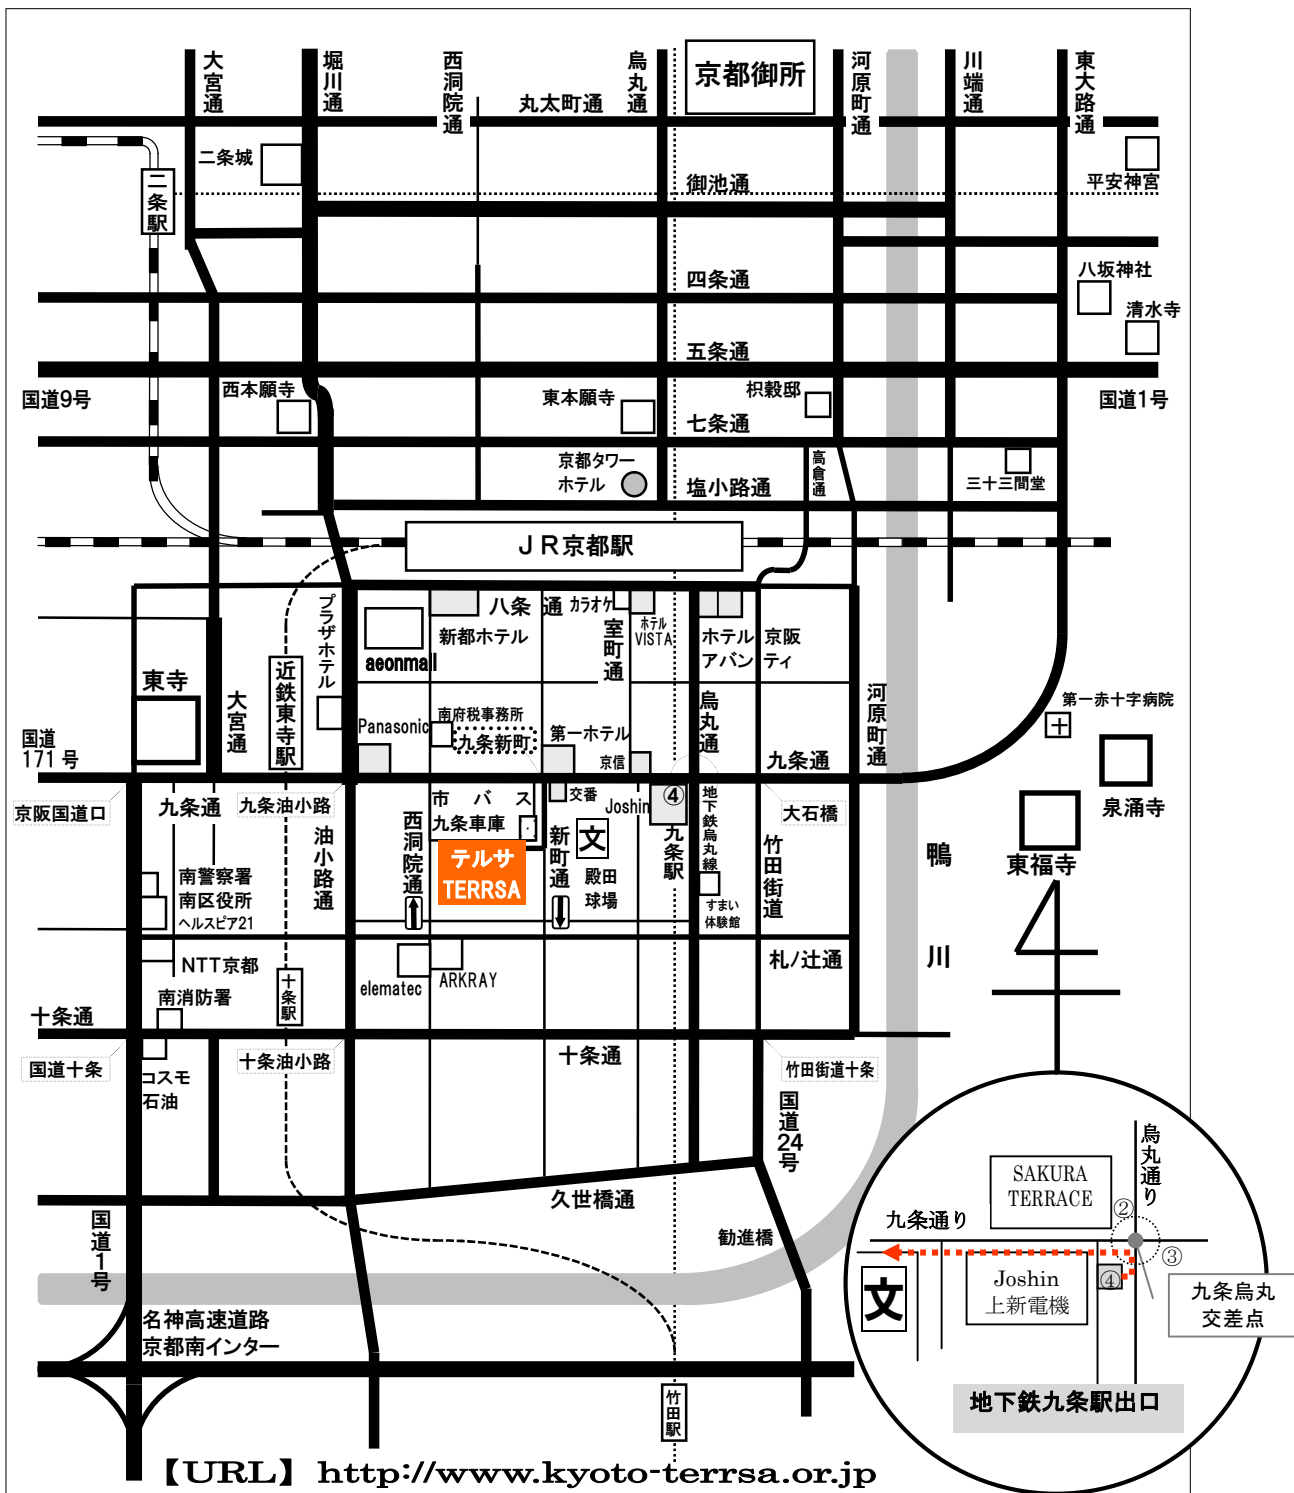 大宮通
堀川通
西洞院通
烏丸通
京都御所
河原町通
川端通
東大路通
丸太町通
二条城
二条駅
御池通
平安神宮
四条通
八坂神社
清水寺
五条通
国道9号
西本願寺
東本願寺
枳殻邸
国道1号
七条通
京都タワー
ホテル
高倉通
三十三間堂
塩小路通
JR京都駅
プラザホテル
八条通
カラオケ
ホテル
VISTA
新都ホテル
室町通
ホテル 京阪
アバンティ
aeonmall
東寺
大宮通
近鉄東寺駅
烏丸通
河原町通
第一赤十字病院
Panasonic
南府税事務所
九条新町
第一ホテル
京信
国道
171号
九条通
泉涌寺
京阪国道口
九条通
九条油小路
市バス
九条車庫
交番
Joshin
④
地下鉄烏丸線
大石橋
油小路通
西洞院通
テルサ
TERRSA
新町通
文
殿田
球場
九条駅
すまい
体験館
竹田街道
鴨川
東福寺
南警察署
南区役所
ヘルスピア21
NTT京都
南消防署
十条駅
elematec
ARKRAY
札ノ辻通
十条通
国道十条
十条油小路
十条通
竹田街道十条
コスモ
石油
国道24号
久世橋通
勧進橋
国道1号
名神高速道路
京都南インター
竹田駅
SAKURA
TERRACE
烏丸通り
九条通り
②
③
④
文
Joshin
上新電機
九条烏丸
交差点
地下鉄九条駅出口
【URL】http://www.kyoto-terrsa.or.jp